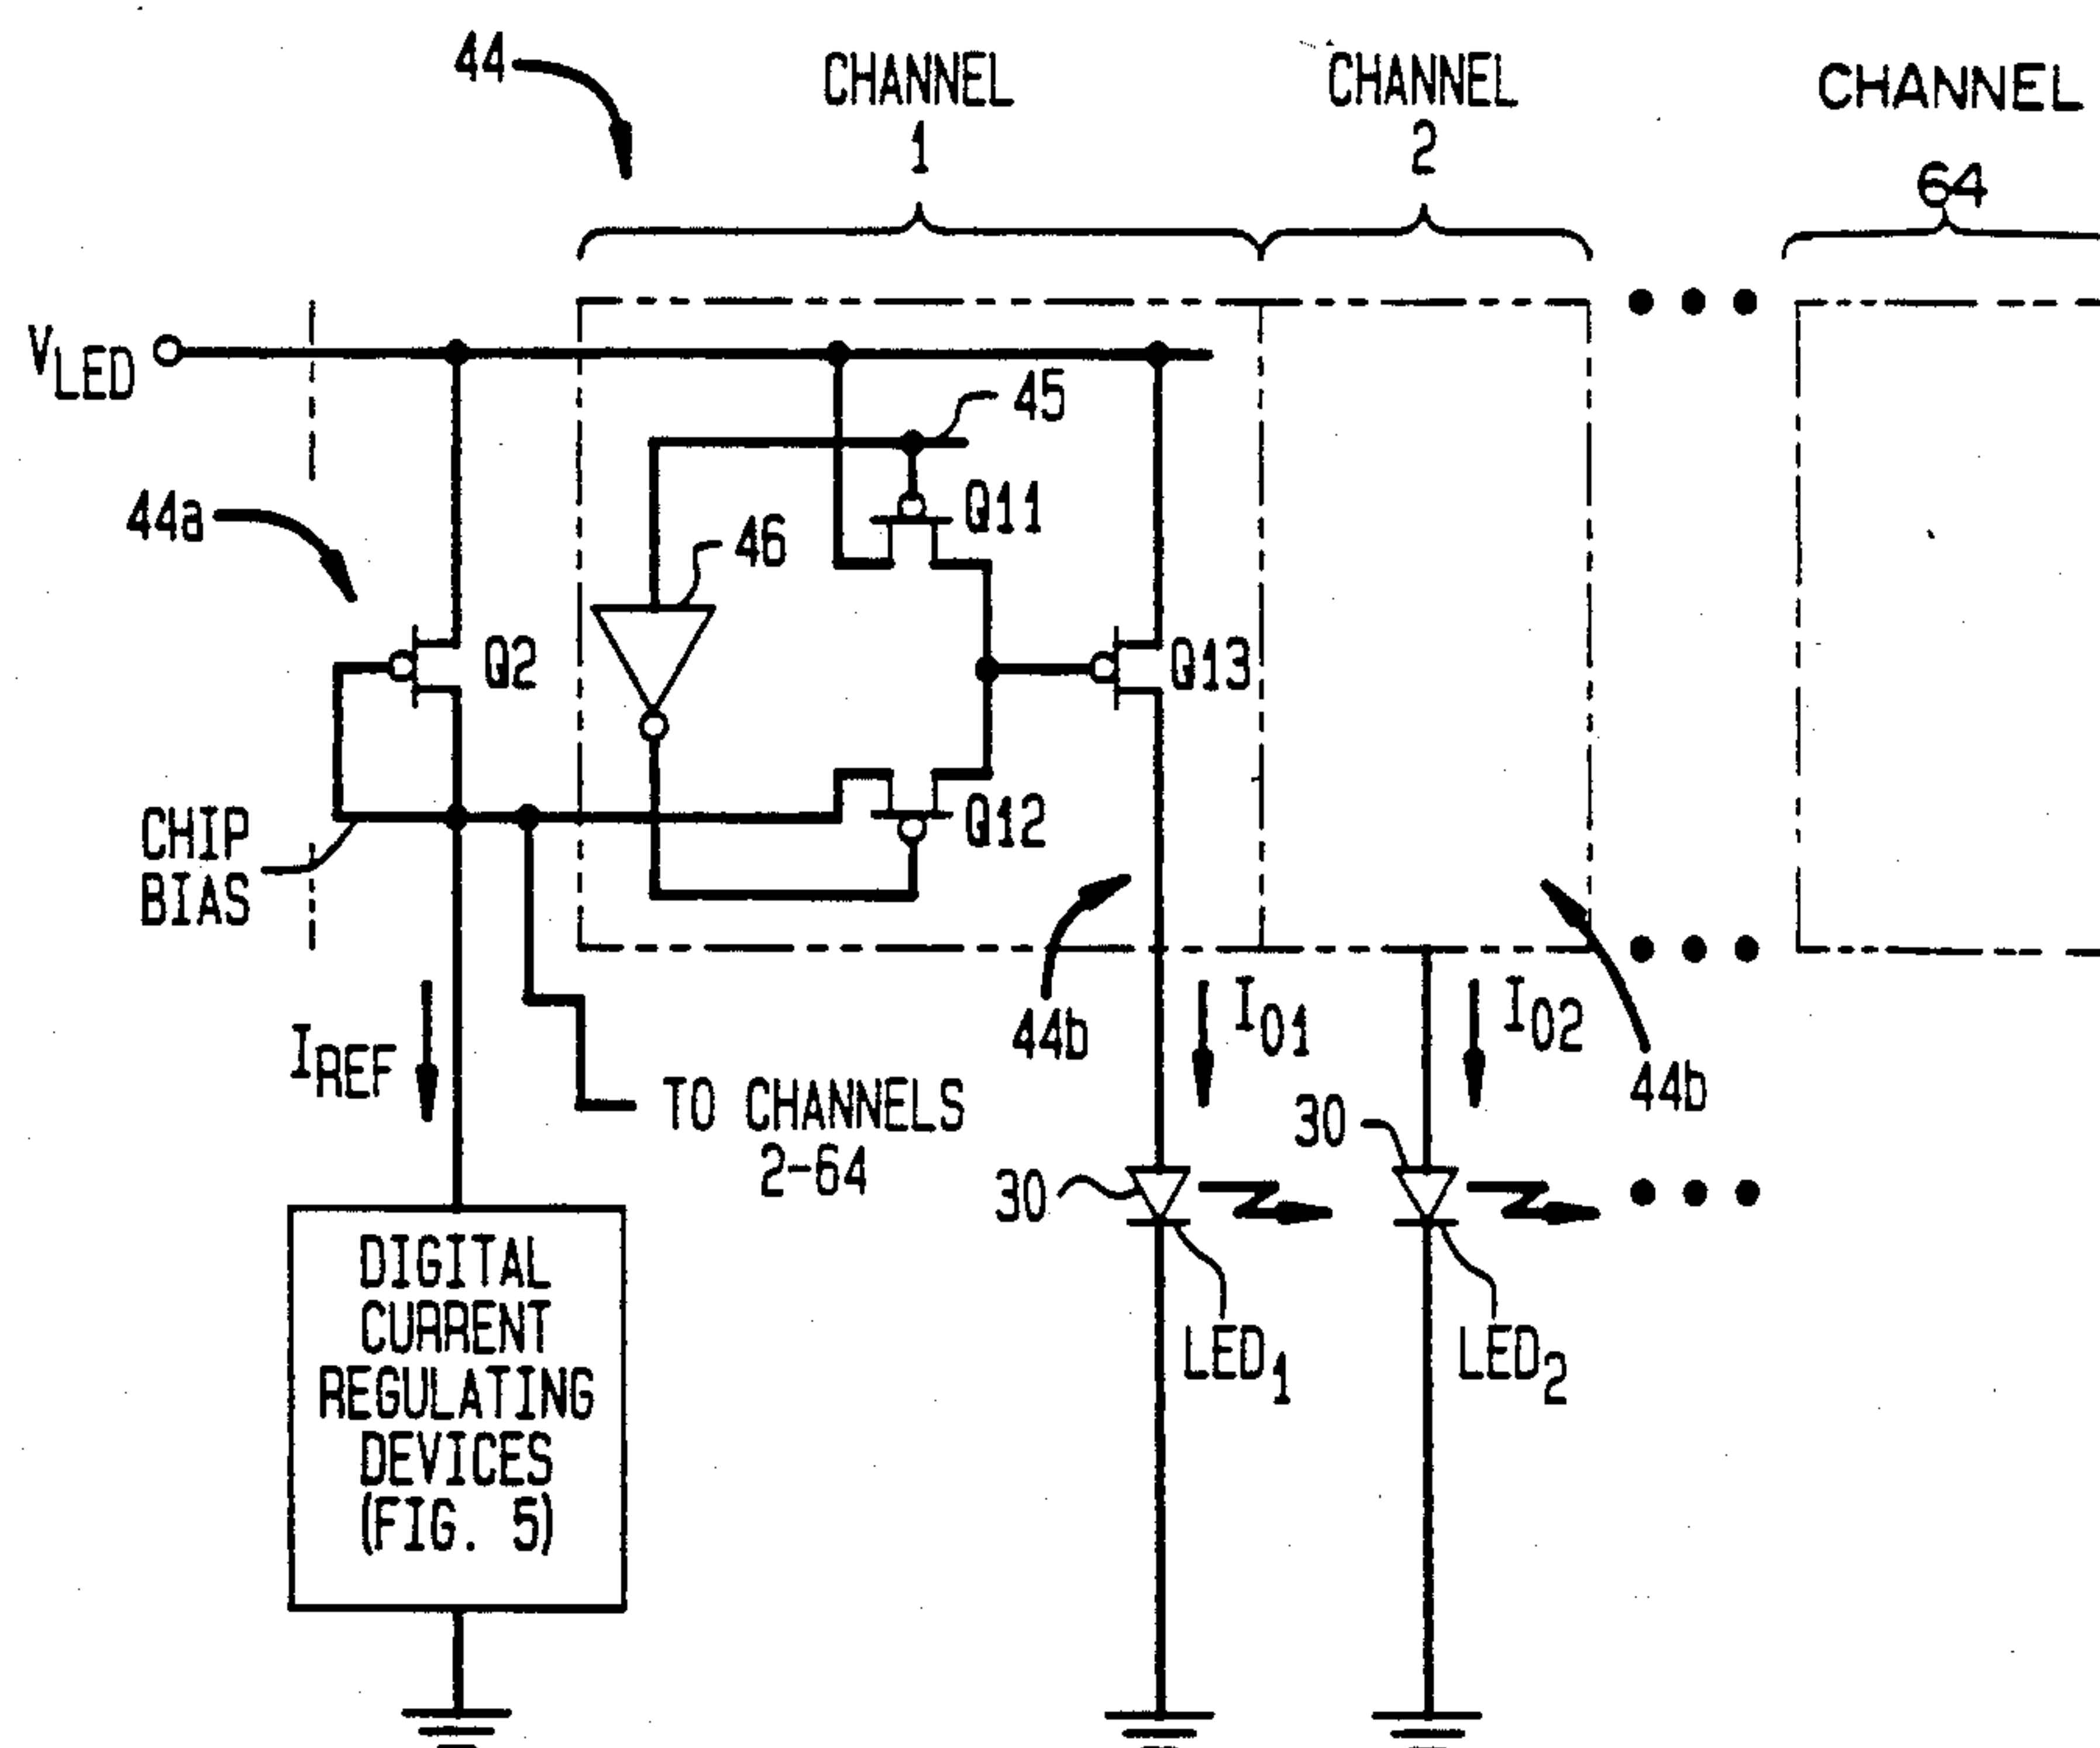 44
CHANNEL
1
CHANNEL
2
CHANNEL
64
VLED
45
44a
Q11
46
Q2
Q13
CHIP
BIAS
Q12
44b
IREF
IO1
IO2
44b
TO CHANNELS
2-64
30
30
DIGITAL
CURRENT
REGULATING
DEVICES
(FIG. 5)
LED1
LED2